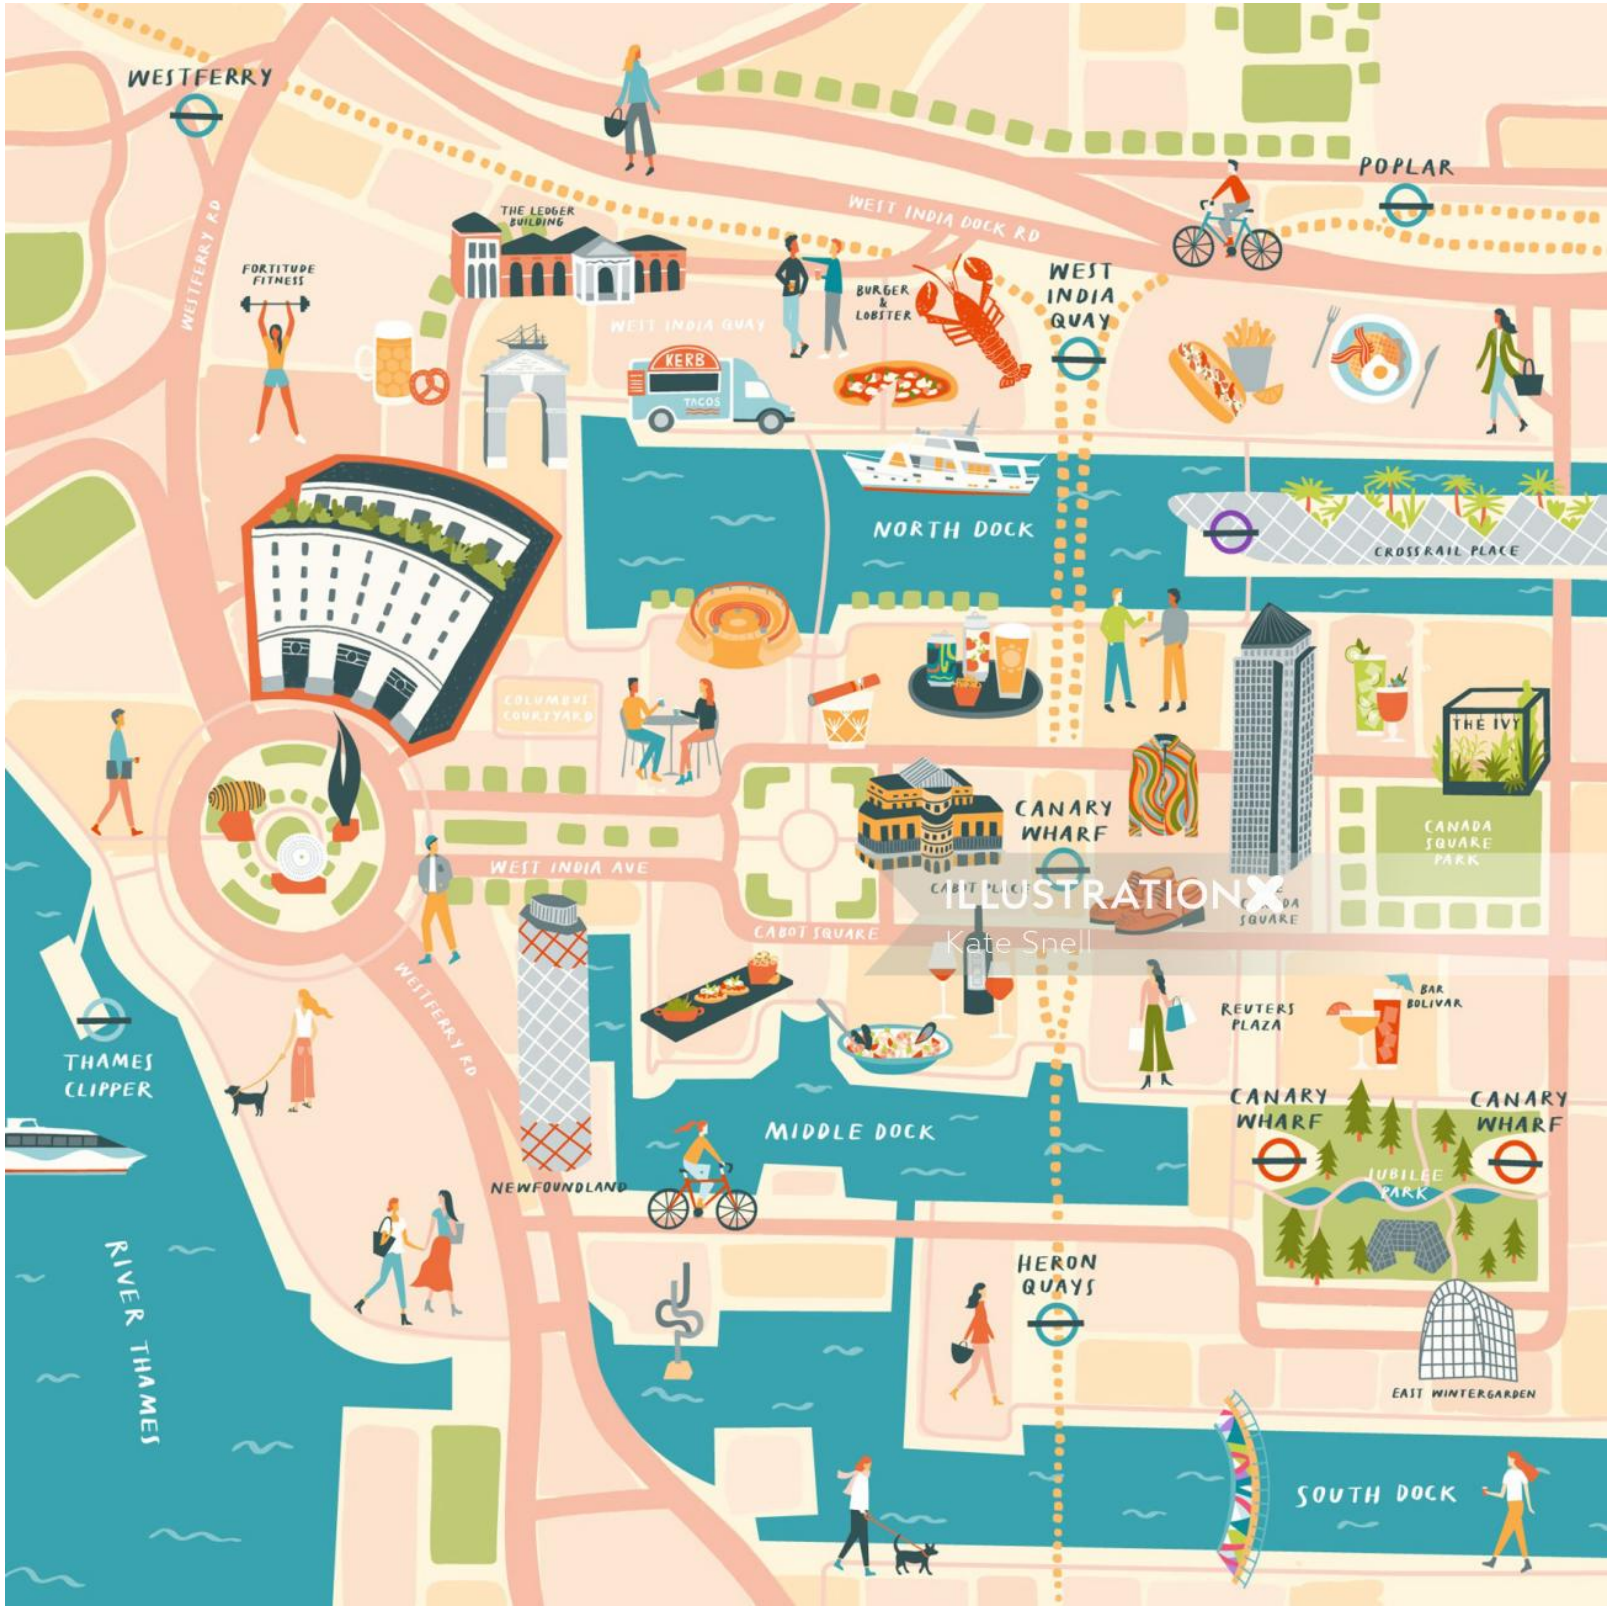 WESTFERRY
POPLAR
WESTFERRY RD
THE LEDGER
BUILDING
WEST INDIA DOCK RD
FORTITUDE
FITNESS
WEST
INDIA
QUAY
BURGER
&
LOBSTER
WEST INDIA QUAY
KERB
TACOS
NORTH DOCK
CROSSRAIL PLACE
COLUMBUS
COURTYARD
THE IVY
CANARY
WHARF
CANADA
SQUARE
PARK
WEST INDIA AVE
CABOT PLACE
ILLUSTRATIONX
Kate Snell
SQUARE
CABOT SQUARE
WESTFERRY RD
REUTERS
PLAZA
BAR
BOLIVAR
THAMES
CLIPPER
CANARY
WHARF
CANARY
WHARF
MIDDLE DOCK
JUBILEE
PARK
NEWFOUNDLAND
RIVER THAMES
HERON
QUAYS
EAST WINTERGARDEN
SOUTH DOCK